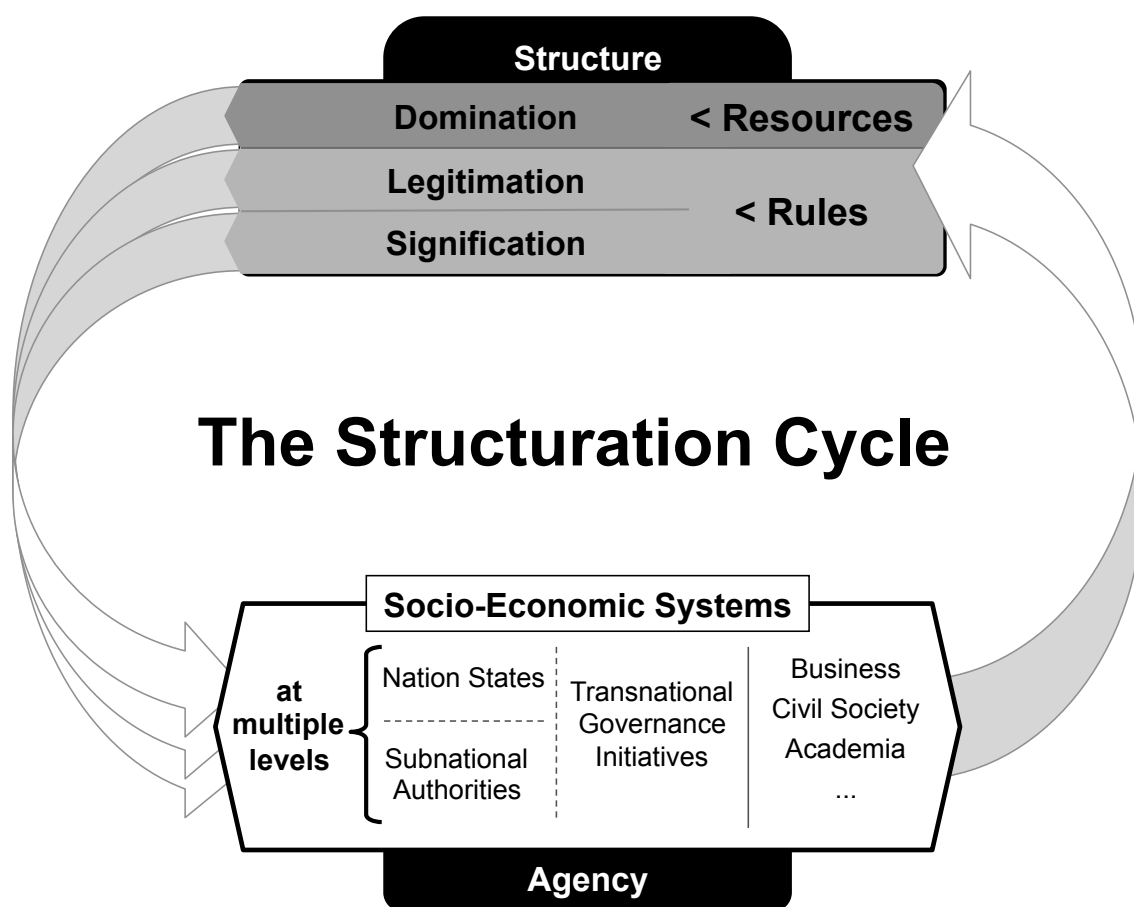 Structure
Domination
< Resources
Legitimation
< Rules
Signification
The Structuration Cycle
Socio-Economic Systems
at
multiple
levels
Nation States
Subnational
Authorities
Transnational
Governance
Initiatives
Business
Civil Society
Academia
...
Agency